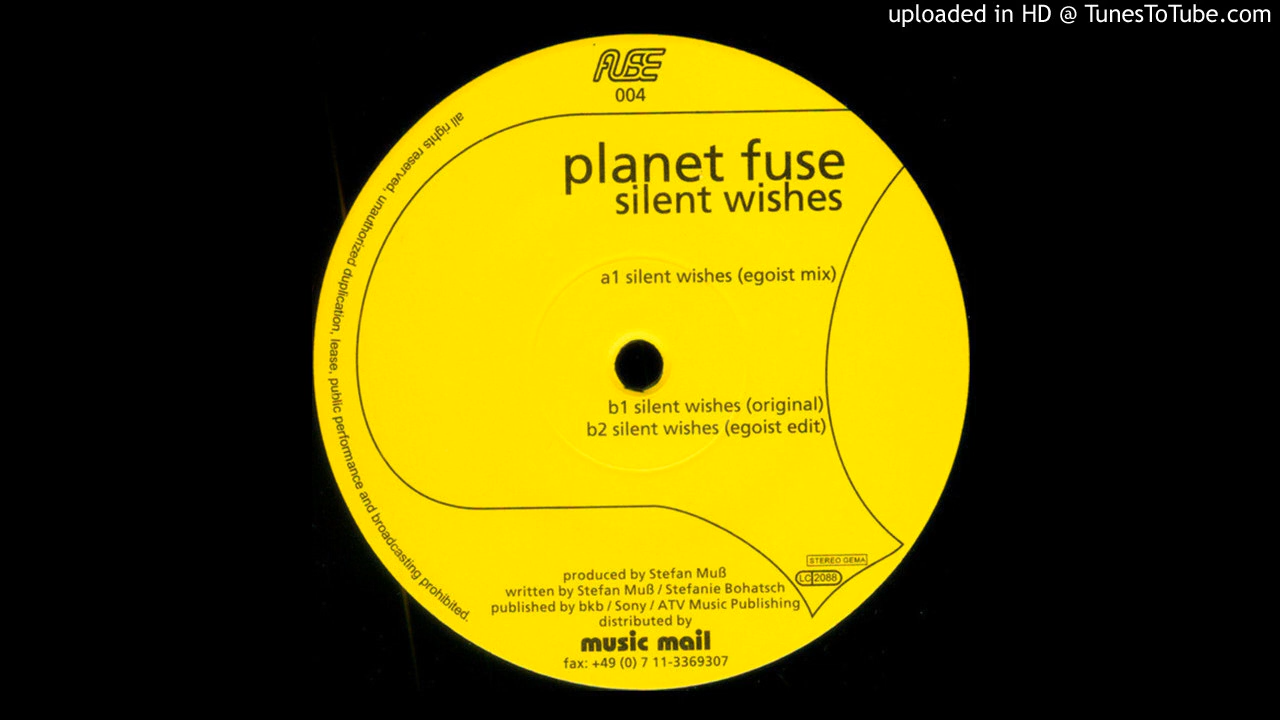 uploaded in HD @ TunesToTube.com
FUSE
004
planet fuse
silent wishes
a1 silent wishes (egoist mix)
b1 silent wishes (original)
b2 silent wishes (egoist edit)
all rights reserved, unauthorized duplication, lease, public performance and broadcasting prohibited.
STEREO GEMA
LC 2088
produced by Stefan Muß
written by Stefan Muß / Stefanie Bohatsch
published by bkb / Sony / ATV Music Publishing
distributed by
music mail
fax: +49 (0) 7 11-3369307